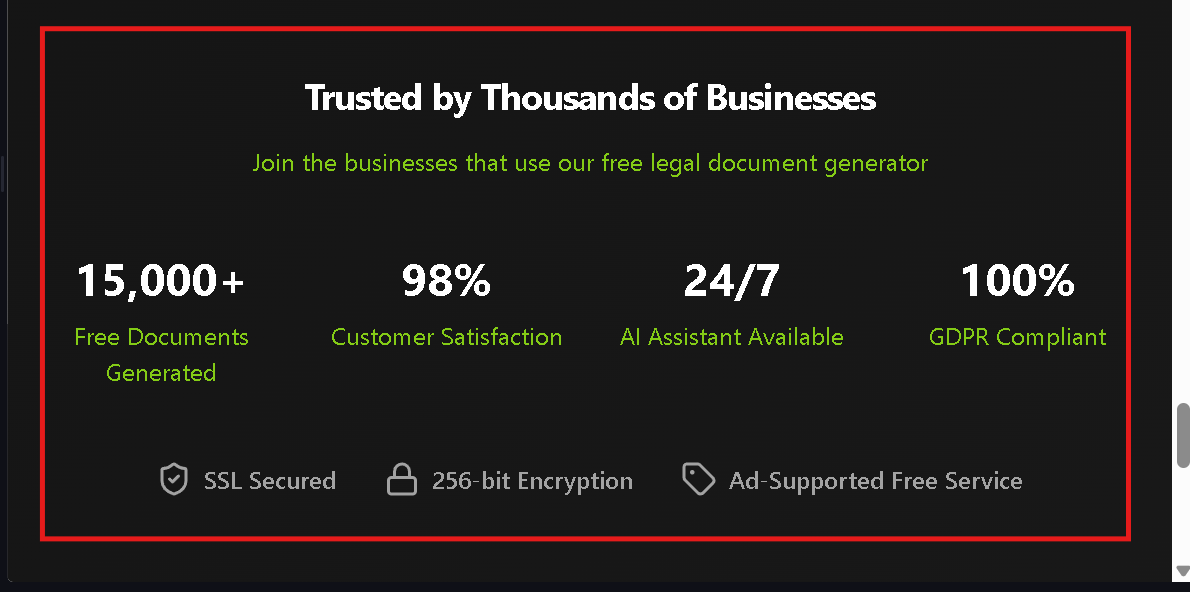 Trusted by Thousands of Businesses
Join the businesses that use our free legal document generator
15,000+
Free Documents
Generated
98%
Customer Satisfaction
24/7
AI Assistant Available
100%
GDPR Compliant
SSL Secured
256-bit Encryption
Ad-Supported Free Service